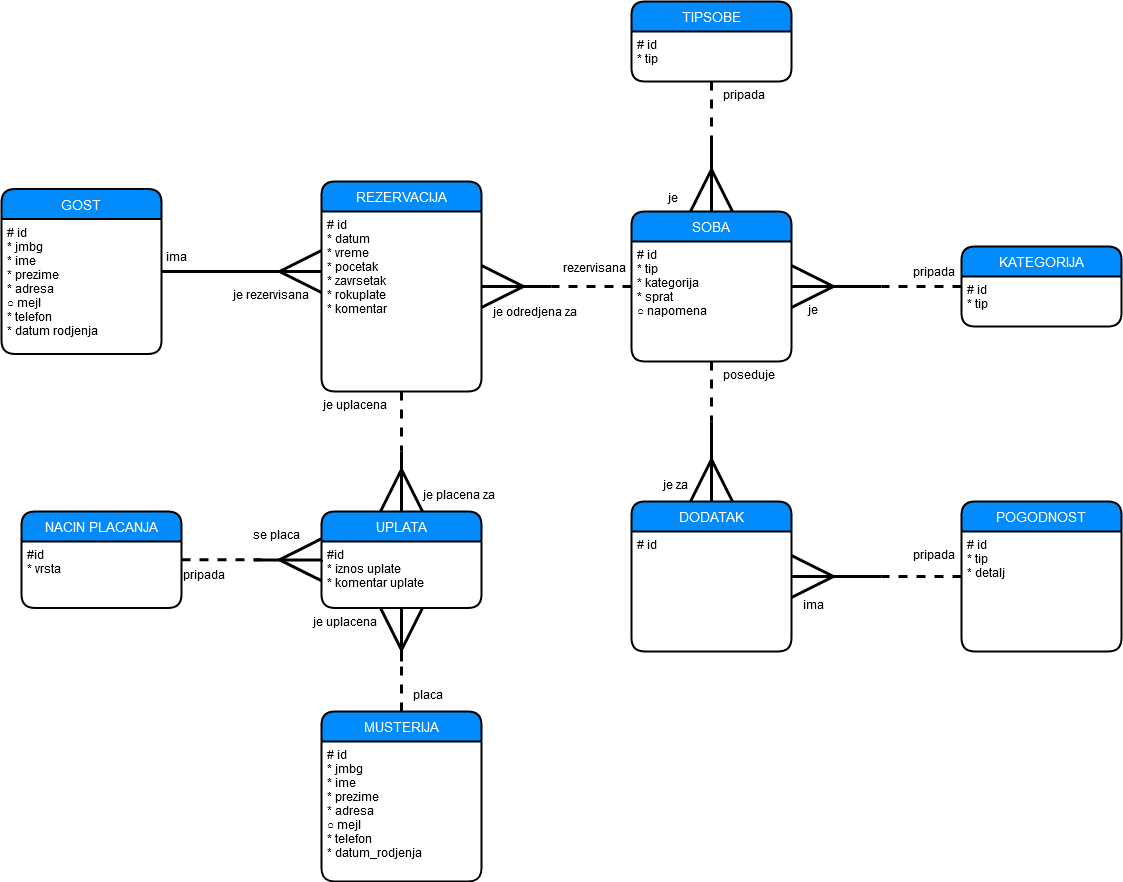 TIPSOBE
# id
* tip
pripada
je
GOST
# id
* jmbg
* ime
* prezime
* adresa
○ mejl
* telefon
* datum rodjenja
ima
je rezervisana
REZERVACIJA
# id
* datum
* vreme
* pocetak
* zavrsetak
* rokuplate
* komentar
rezervisana
je odredjena za
SOBA
# id
* tip
* kategorija
* sprat
○ napomena
pripada
je
KATEGORIJA
# id
* tip
je uplacena
je placena za
poseduje
je za
NACIN PLACANJA
#id
* vrsta
se placa
pripada
UPLATA
#id
* iznos uplate
* komentar uplate
DODATAK
# id
pripada
ima
POGODNOST
# id
* tip
* detalj
je uplacena
placa
MUSTERIJA
# id
* jmbg
* ime
* prezime
* adresa
○ mejl
* telefon
* datum_rodjenja